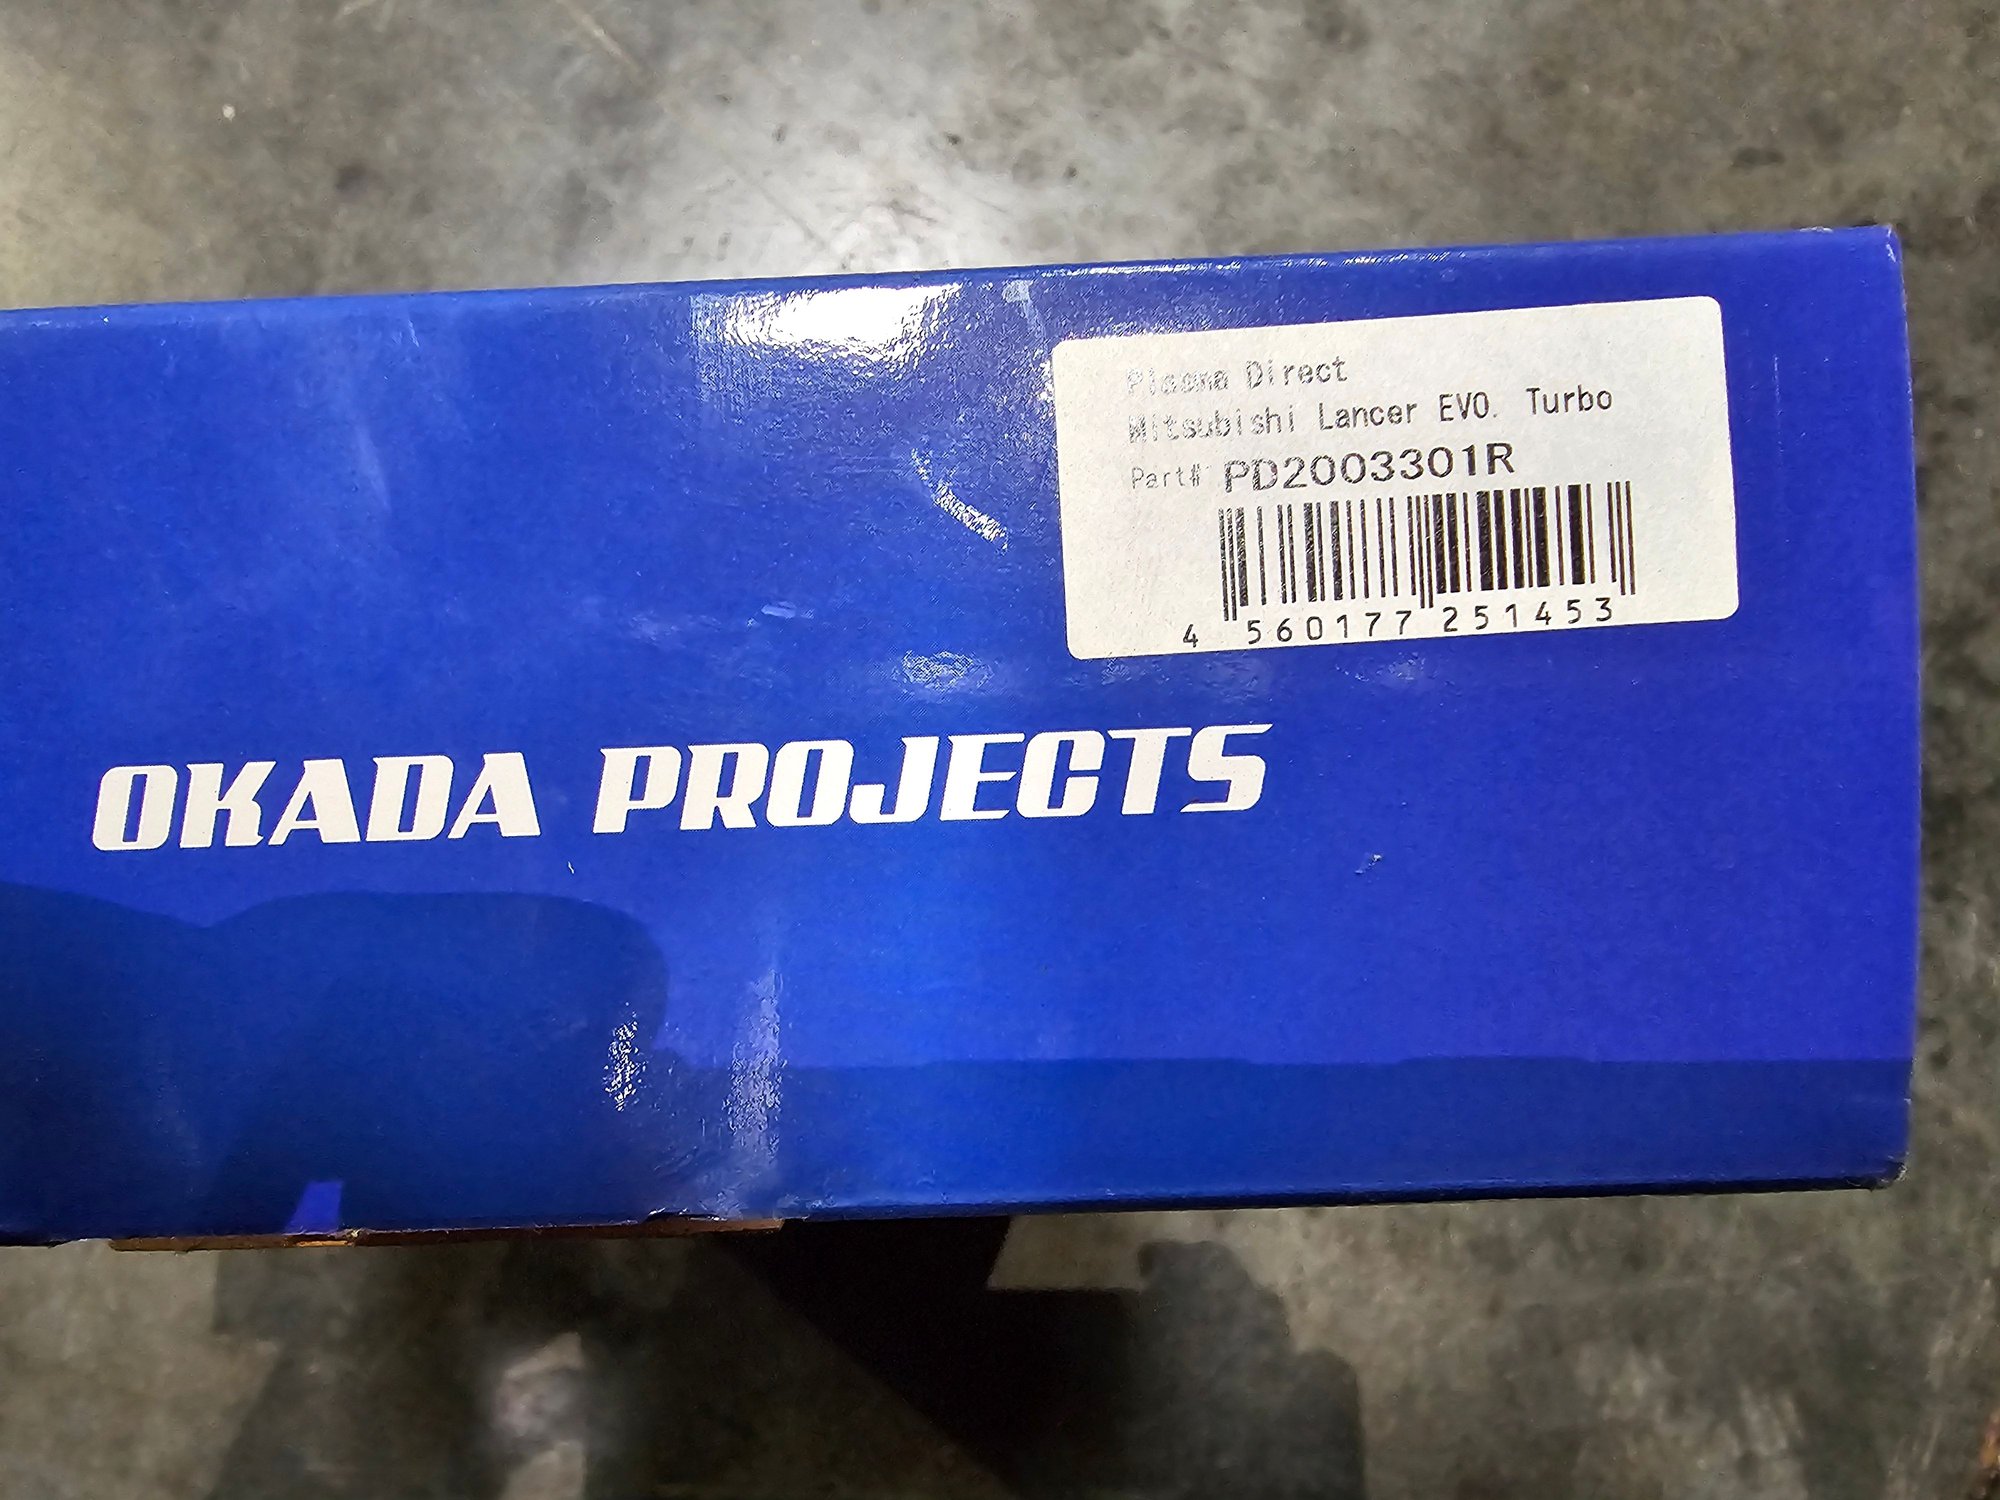 Plasma Direct
Mitsubishi Lancer EVO. Turbo
Part# PD2003301R
4 560177 251453
OKADA PROJECTS